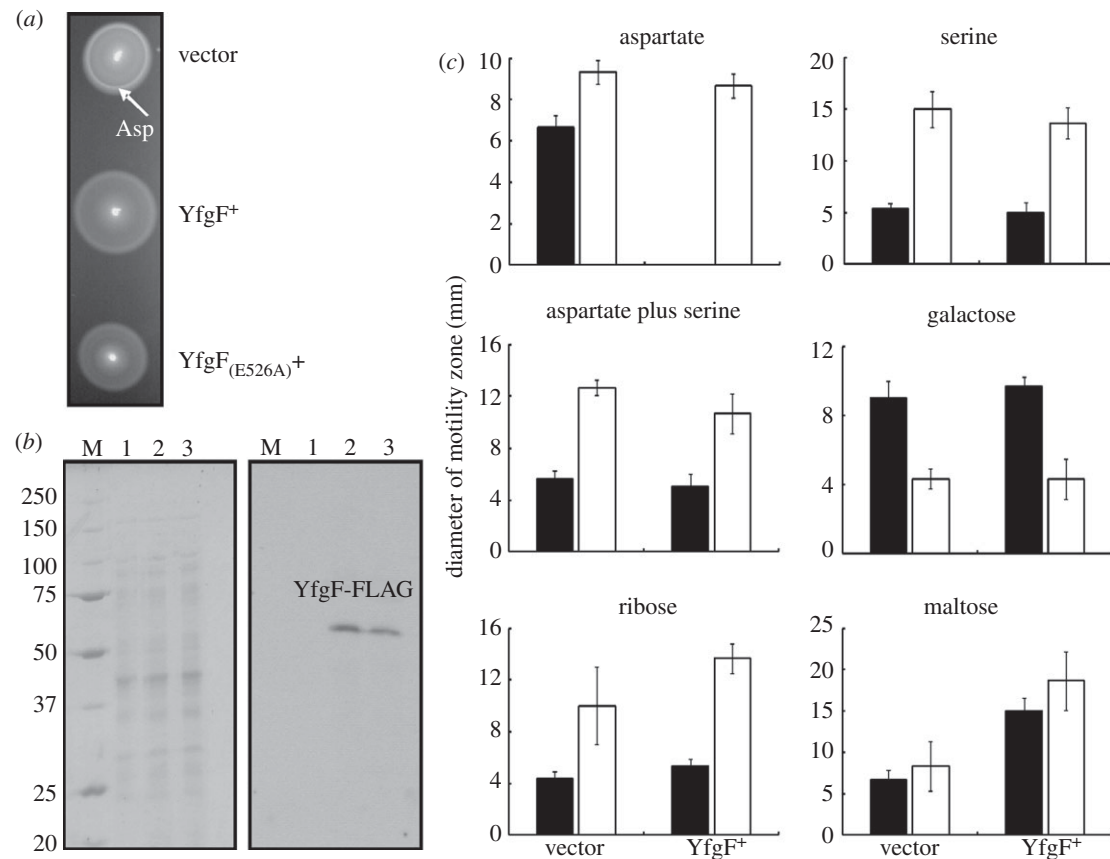 (a)
vector
Asp
YfgF+
YfgF(E526A)+
(b)
M 1 2 3
M 1 2 3
250
150
100
75
50
37
25
20
YfgF-FLAG
(c)
diameter of motility zone (mm)
aspartate
10
8
6
4
2
0
serine
20
15
10
5
0
aspartate plus serine
16
12
8
4
0
galactose
12
8
4
0
ribose
16
12
8
4
0
vector YfgF+
maltose
25
20
15
10
5
0
vector YfgF+